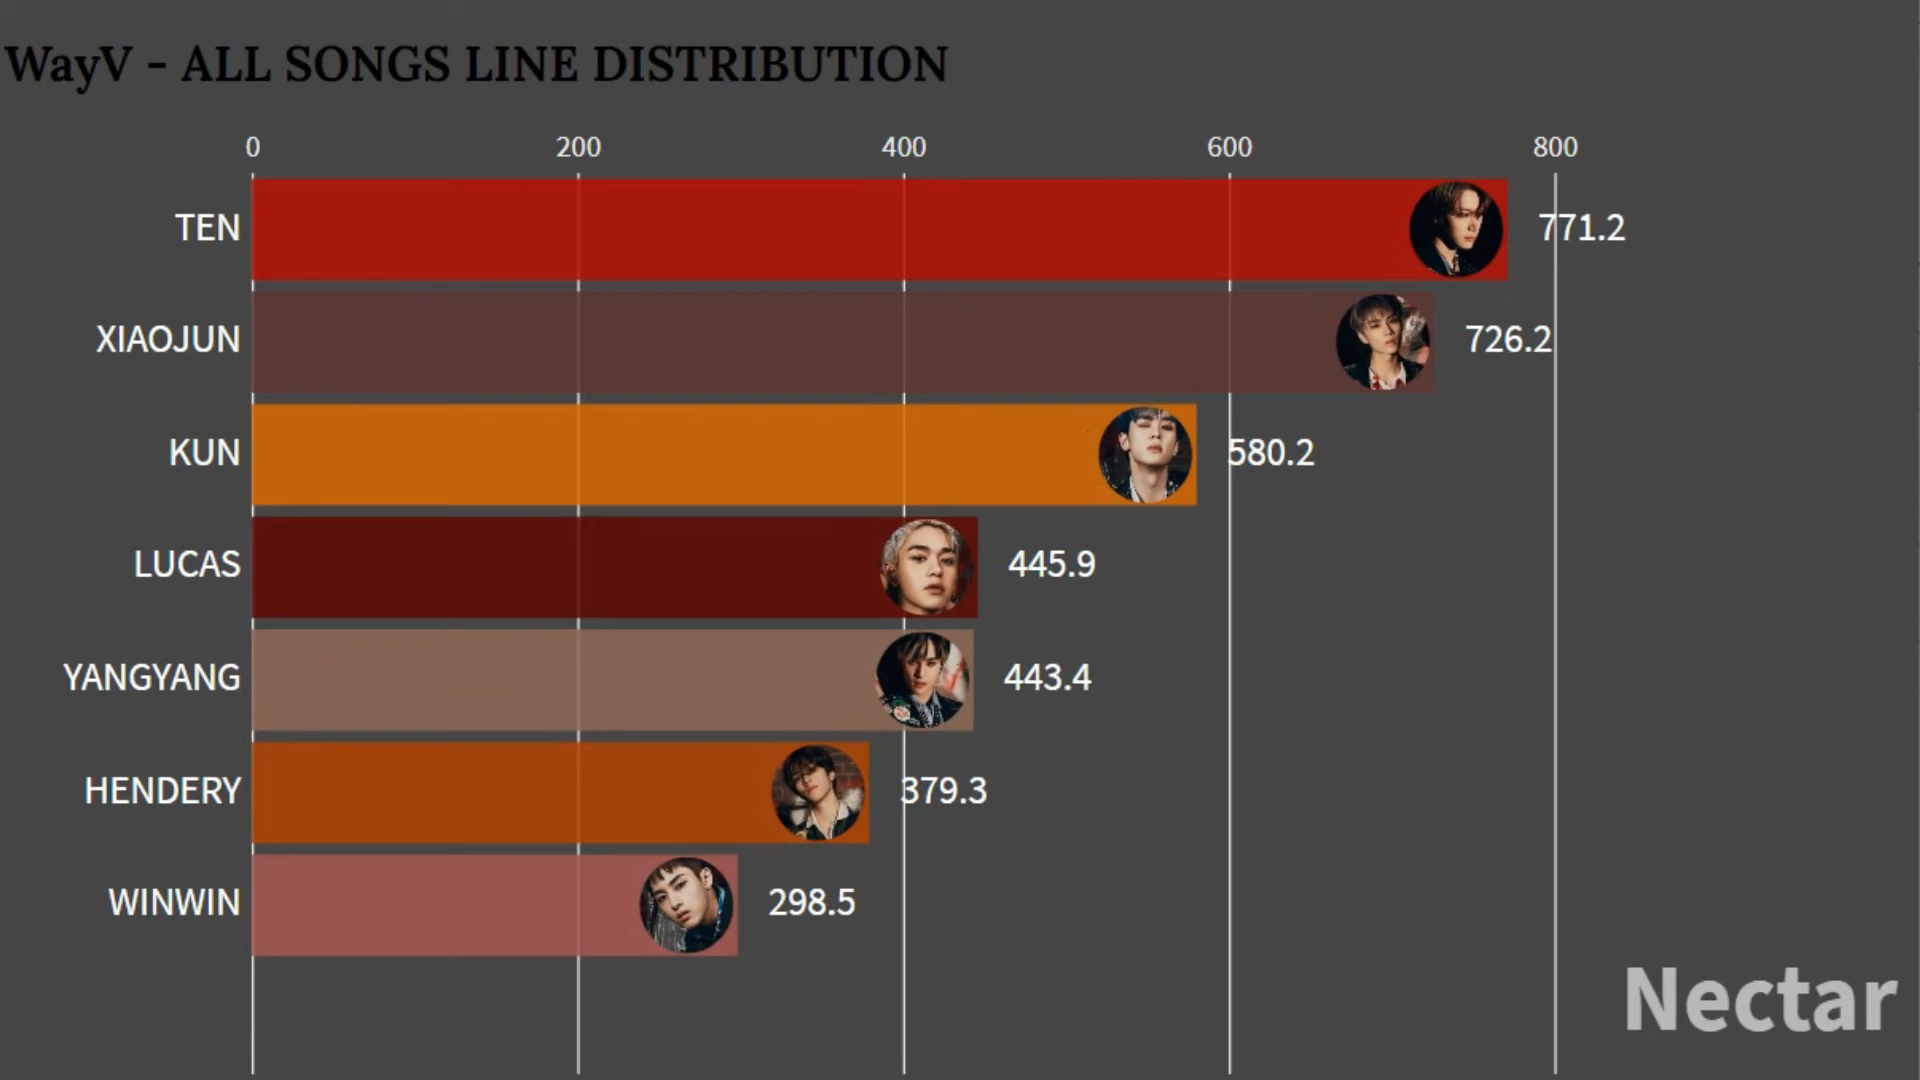 WayV - ALL SONGS LINE DISTRIBUTION
0 200 400 600 800
TEN 771.2
XIAOJUN 726.2
KUN 580.2
LUCAS 445.9
YANGYANG 443.4
HENDERY 379.3
WINWIN 298.5
Nectar